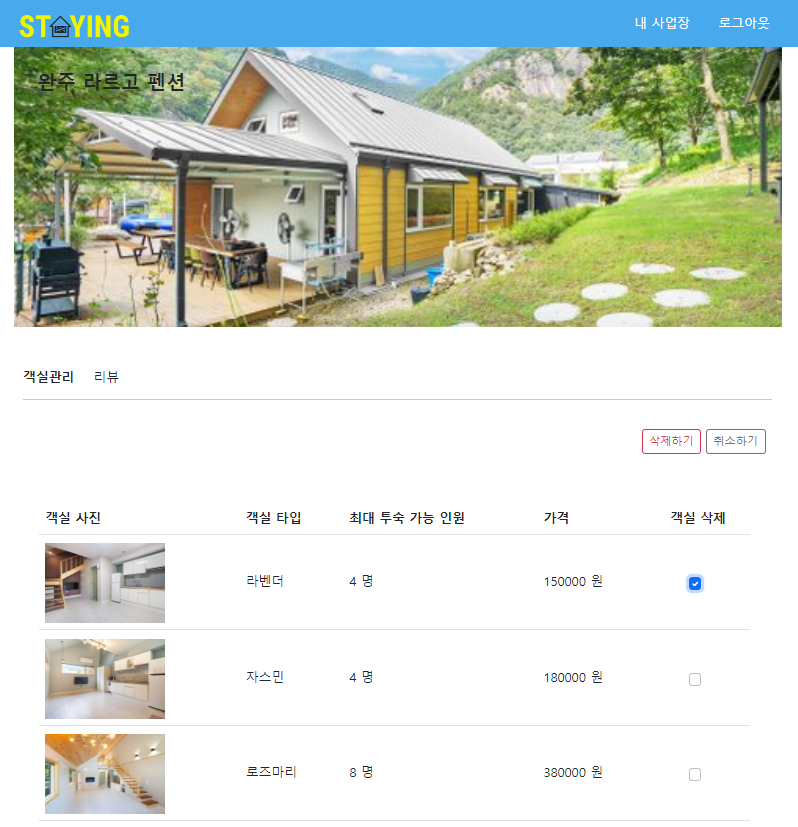 STAYING
내 사업장 로그아웃
완주 라르고 펜션
객실관리 리뷰
삭제하기 취소하기
객실 사진 객실 타입 최대 투숙 가능 인원 가격 객실 삭제
라벤더 4 명 150000 원
자스민 4 명 180000 원
로즈마리 8 명 380000 원